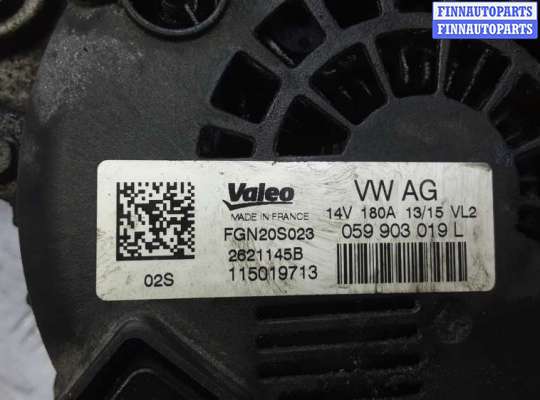 FINNAUTOPARTS
FINNAUTOPARTS
Valeo
MADE IN FRANCE
FGN20S023
2621145B
115019713
02S
VW AG
14V 180A 13/15 VL2
059 903 019 L